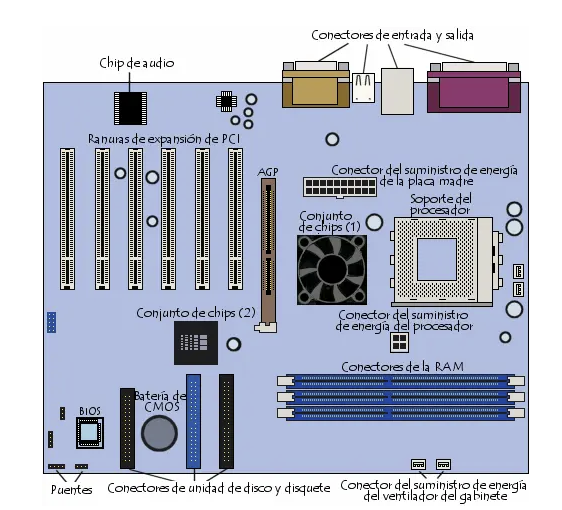 Conectores de entrada y salida
Chip de audio
Ranuras de expansión de PCI
AGP
Conector del suministro de energía
de la placa madre
Soporte del
procesador
Conjunto
de chips (1)
Conjunto de chips (2)
Conector del suministro
de energía del procesador
Conectores de la RAM
Batería de
CMOS
BIOS
Puentes
Conectores de unidad de disco y disquete
Conector del suministro de energía
del ventilador del gabinete